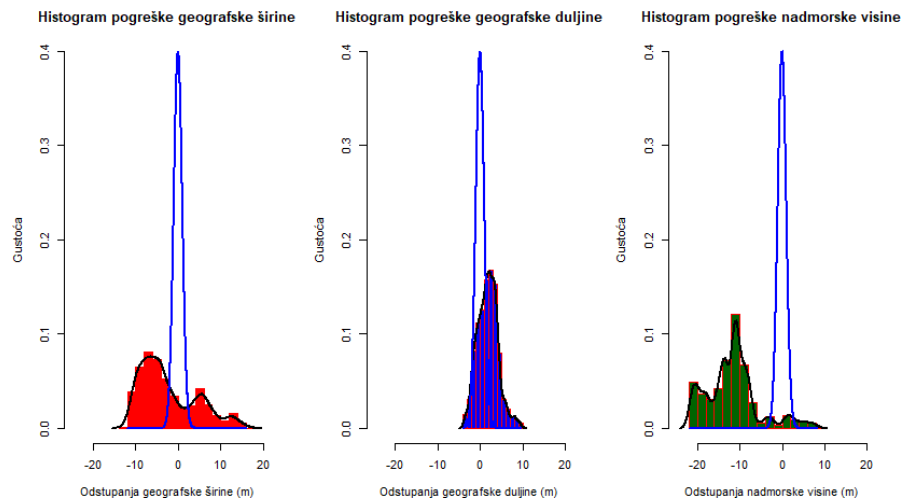 Histogram pogreške geografske širine
0.4
0.3
0.2
0.1
0.0
Gustoća
-20 -10 0 10 20
Odstupanja geografske širine (m)
Histogram pogreške geografske duljine
0.4
0.3
0.2
0.1
0.0
Gustoća
-20 -10 0 10 20
Odstupanja geografske duljine (m)
Histogram pogreške nadmorske visine
0.4
0.3
0.2
0.1
0.0
Gustoća
-20 -10 0 10 20
Odstupanja nadmorske visine (m)